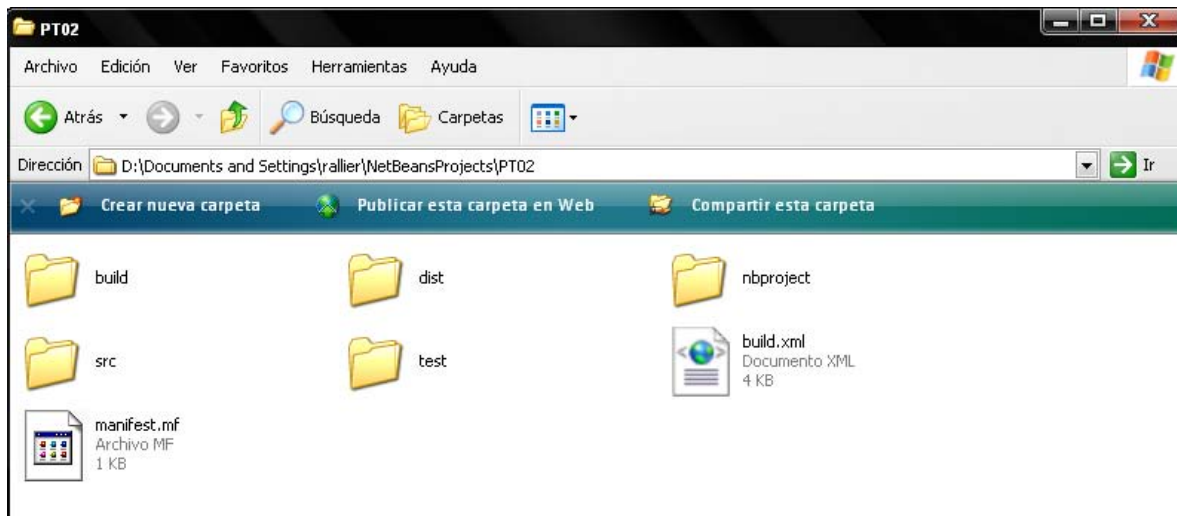 PT02
Archivo Edición Ver Favoritos Herramientas Ayuda
Atrás Búsqueda Carpetas
Dirección D:\Documents and Settings\rallier\NetBeansProjects\PT02 Ir
Crear nueva carpeta Publicar esta carpeta en Web Compartir esta carpeta
build dist nbproject
src test build.xml
Documento XML
4 KB
manifest.mf
Archivo MF
1 KB